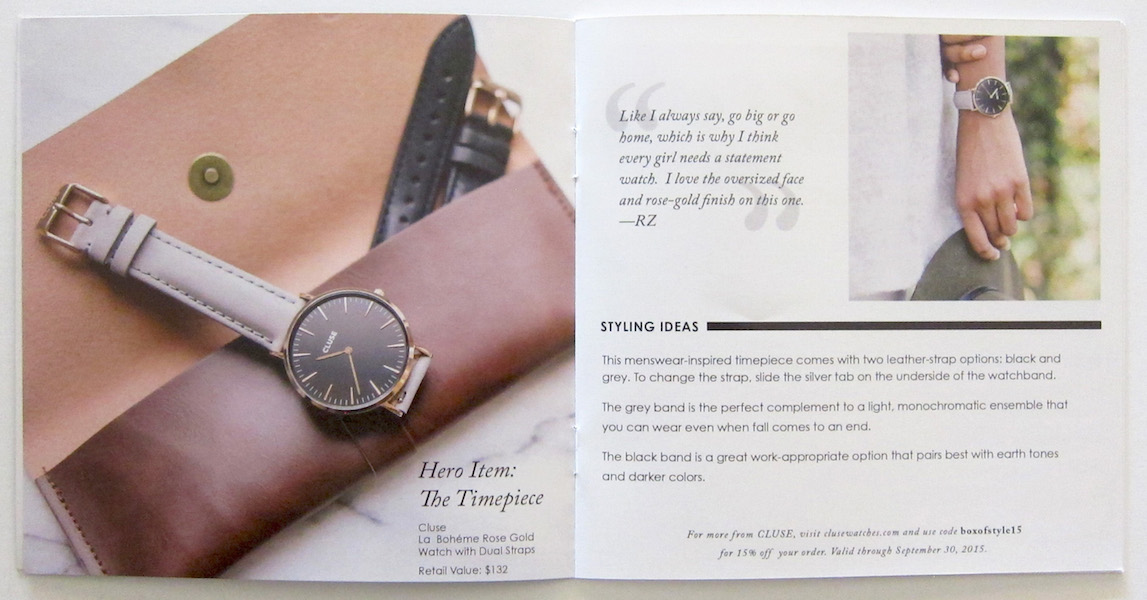 CLUSE
Hero Item:
The Timepiece
Cluse
La Bohéme Rose Gold
Watch with Dual Straps
Retail Value: $132
“
Like I always say, go big or go
home, which is why I think
every girl needs a statement
watch. I love the oversized face
and rose-gold finish on this one.
—RZ
”
STYLING IDEAS
This menswear-inspired timepiece comes with two leather-strap options: black and
grey. To change the strap, slide the silver tab on the underside of the watchband.
The grey band is the perfect complement to a light, monochromatic ensemble that
you can wear even when fall comes to an end.
The black band is a great work-appropriate option that pairs best with earth tones
and darker colors.
For more from CLUSE, visit clusewatches.com and use code boxofstyle15
for 15% off your order. Valid through September 30, 2015.